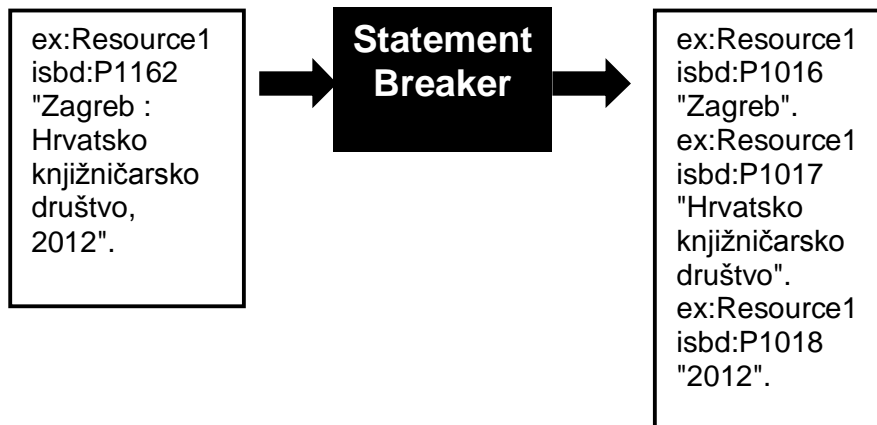 ex:Resource1
isbd:P1162
"Zagreb :
Hrvatsko
knjižničarsko
društvo,
2012".
Statement
Breaker
ex:Resource1
isbd:P1016
"Zagreb".
ex:Resource1
isbd:P1017
"Hrvatsko
knjižničarsko
društvo".
ex:Resource1
isbd:P1018
"2012".